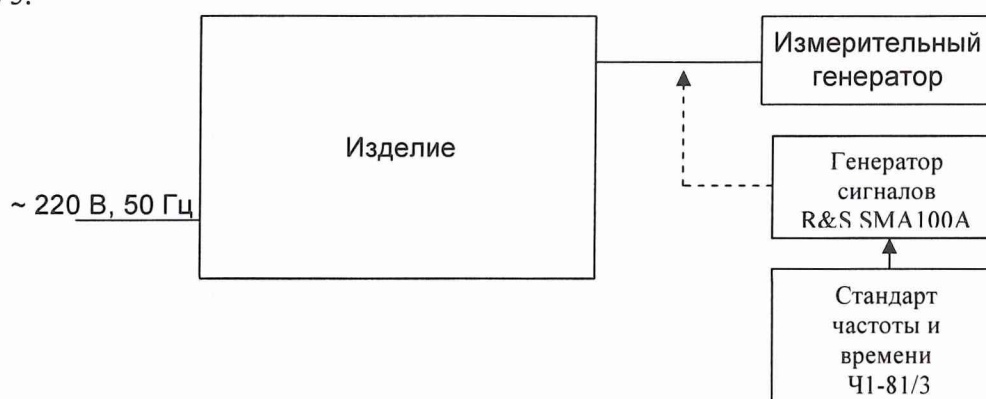 Измерительный
генератор
Изделие
Генератор
сигналов
R&S SMA100A
~ 220 В, 50 Гц
Стандарт
частоты и
времени
Ч1-81/3